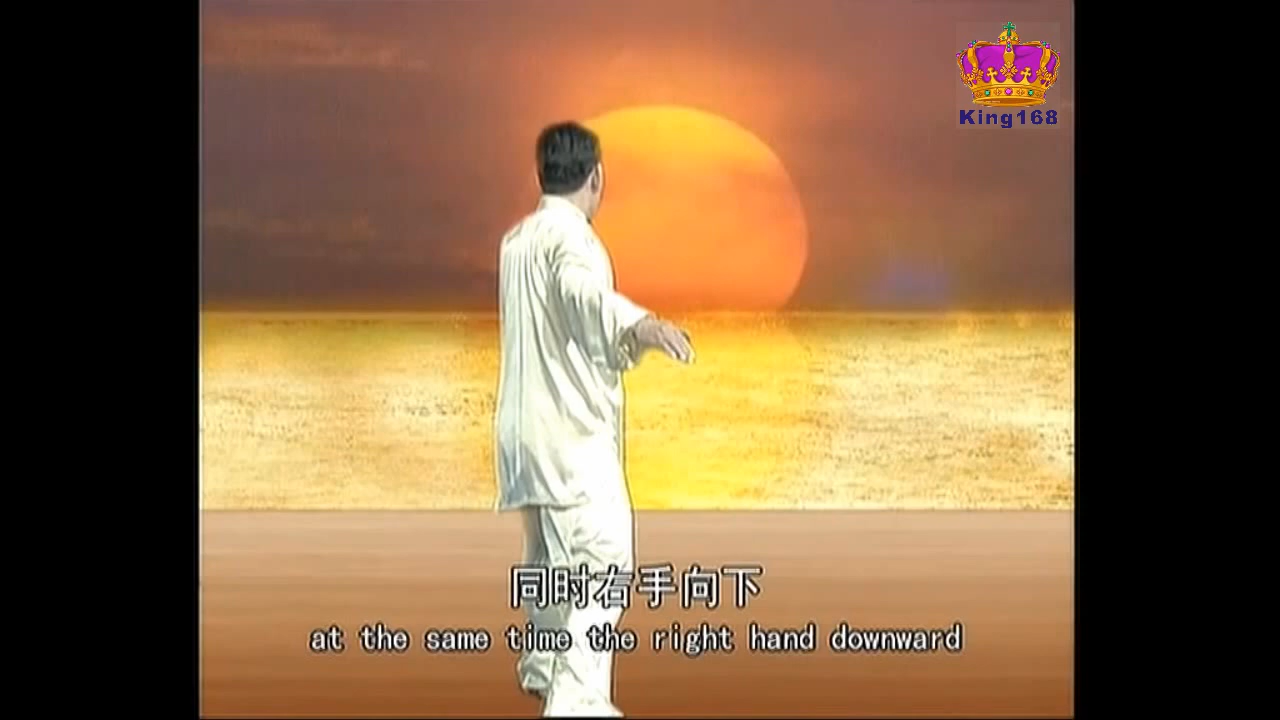 King168
同时右手向下
at the same time the right hand downward